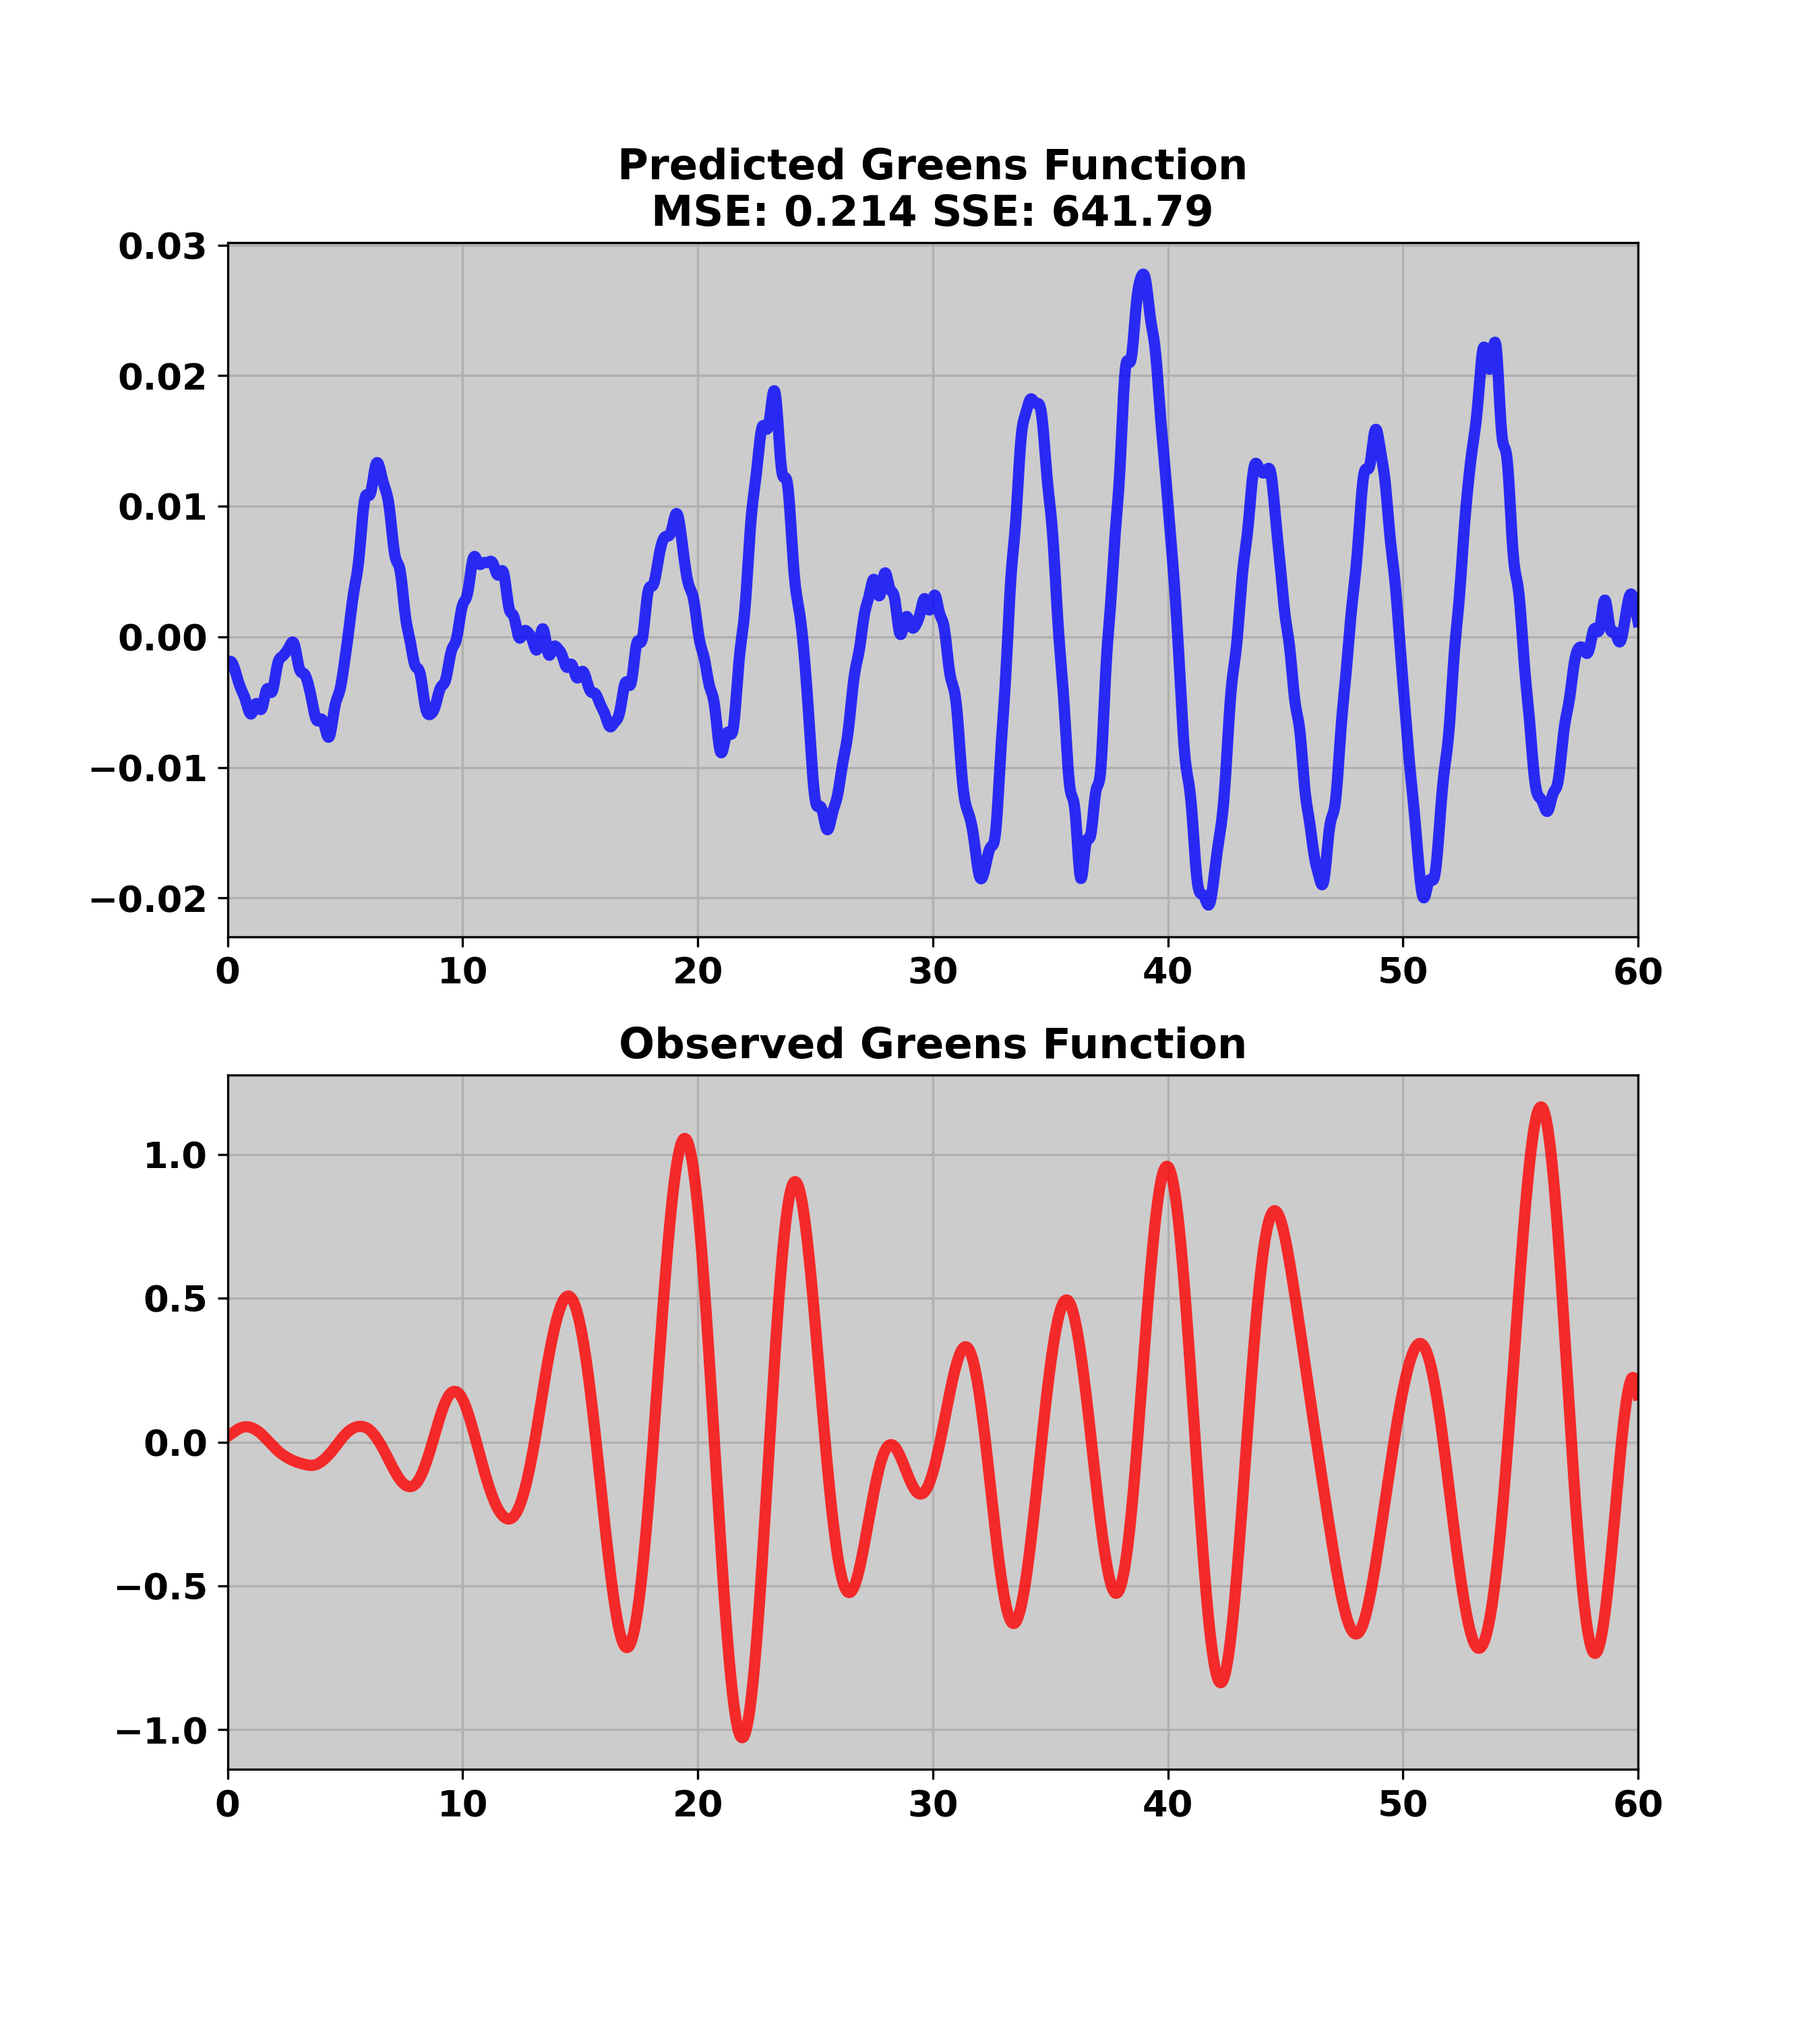 Predicted Greens Function
MSE: 0.214 SSE: 641.79
0.03
0.02
0.01
0.00
−0.01
−0.02
0 10 20 30 40 50 60
Observed Greens Function
1.0
0.5
0.0
−0.5
−1.0
0 10 20 30 40 50 60